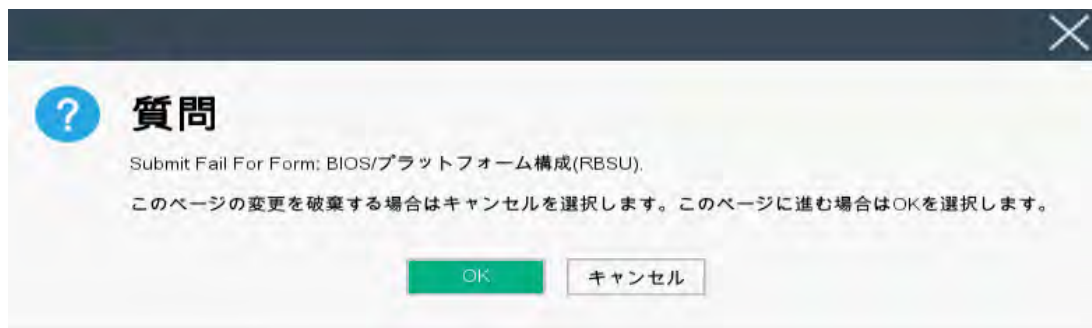 質問
Submit Fail For Form: BIOS/プラットフォーム構成(RBSU).
このページの変更を破棄する場合はキャンセルを選択します。このページに進む場合はOKを選択します。
OK
キャンセル